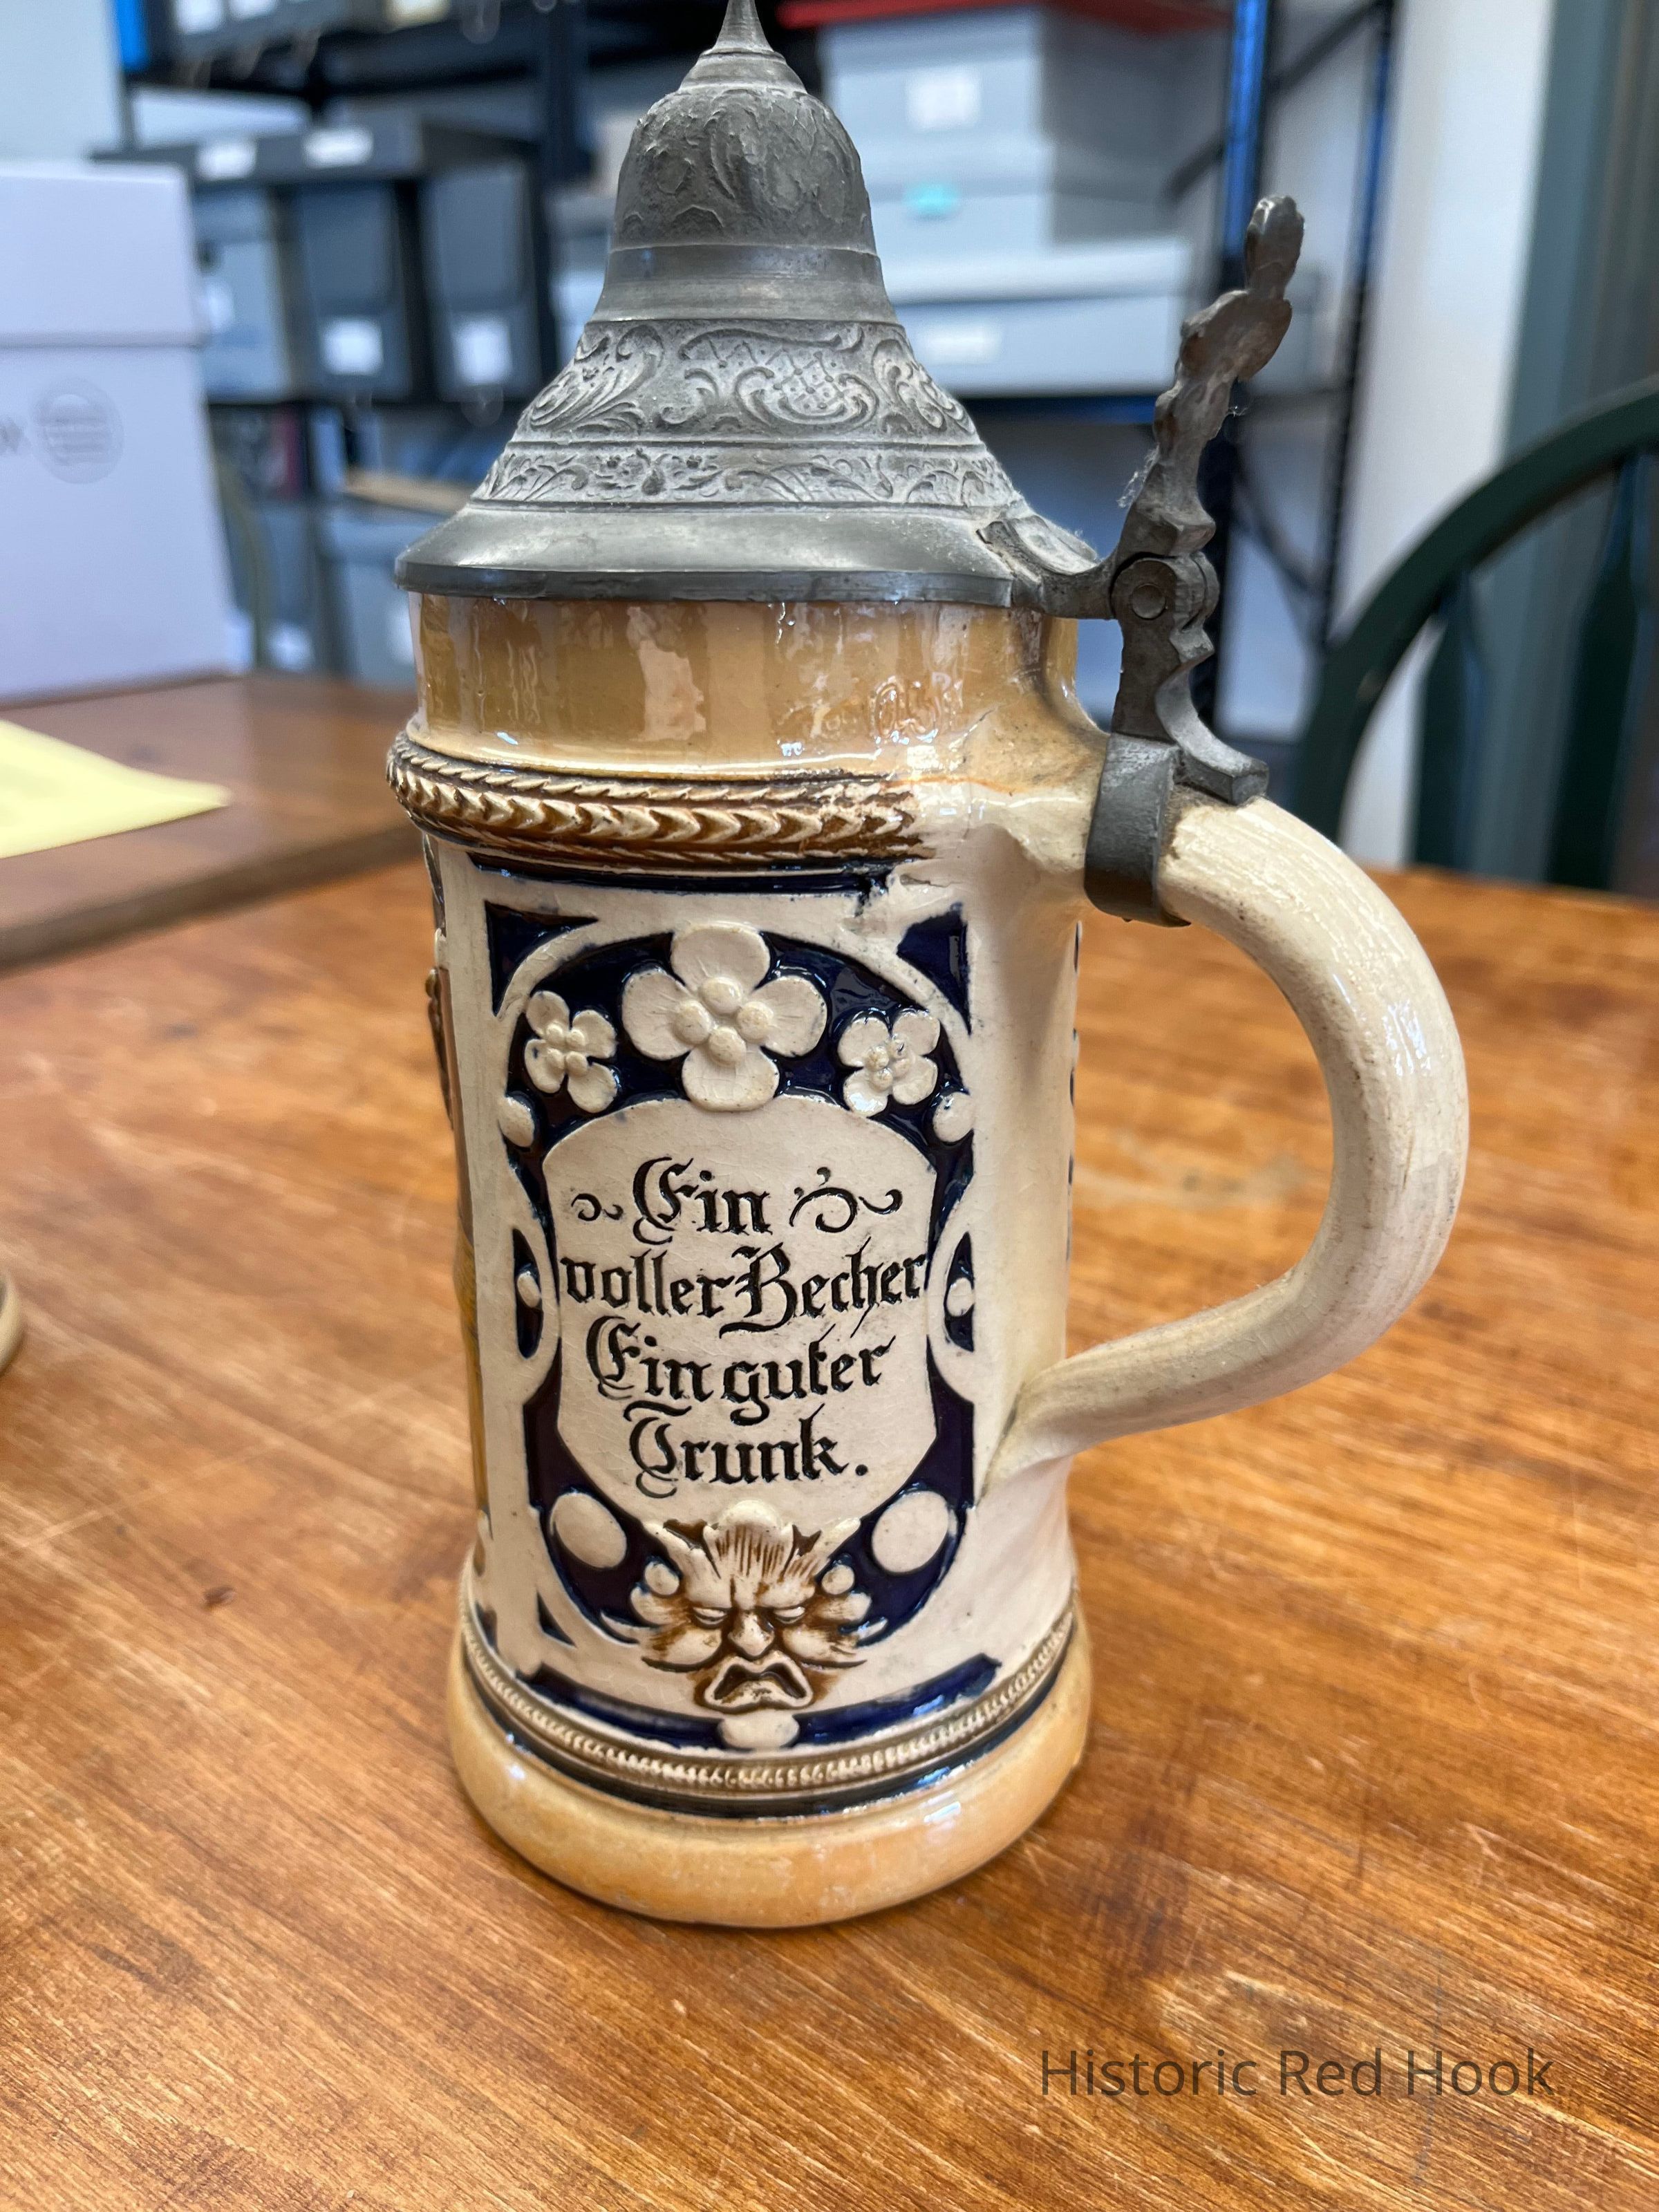 Ein
voller Becher
Ein guter
Trunk.
Historic Red Hook